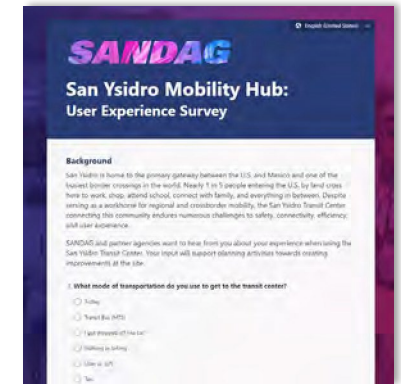 English (United States)
SANDAG
San Ysidro Mobility Hub:
User Experience Survey
Background
San Ysidro is home to the primary gateway between the U.S. and Mexico and one of the
busiest border crossings in the world. Nearly 1 in 5 people entering the U.S. by land cross
here to work, shop, attend school, connect with family, and everything in between. Despite
serving as a workhorse for regional and crossborder mobility, the San Ysidro Transit Center
connecting this community endures numerous challenges to safety, connectivity, efficiency,
and user experience.
SANDAG and partner agencies want to hear from you about your experience when using the
San Ysidro Transit Center. Your input will support planning activities towards creating
improvements at the site.
What mode of transportation do you use to get to the transit center?
Trolley
Transit Bus (MTS)
I got dropped off
Walking or biking
Uber or Lyft
Taxi